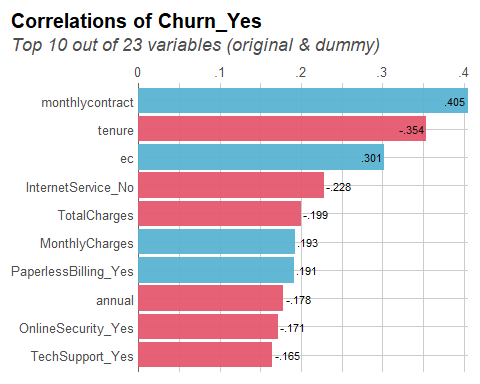 Correlations of Churn_Yes
Top 10 out of 23 variables (original & dummy)
0 .1 .2 .3 .4
monthlycontract .405
tenure -.354
ec .301
InternetService_No -.228
TotalCharges -.199
MonthlyCharges .193
PaperlessBilling_Yes .191
annual -.178
OnlineSecurity_Yes -.171
TechSupport_Yes -.165